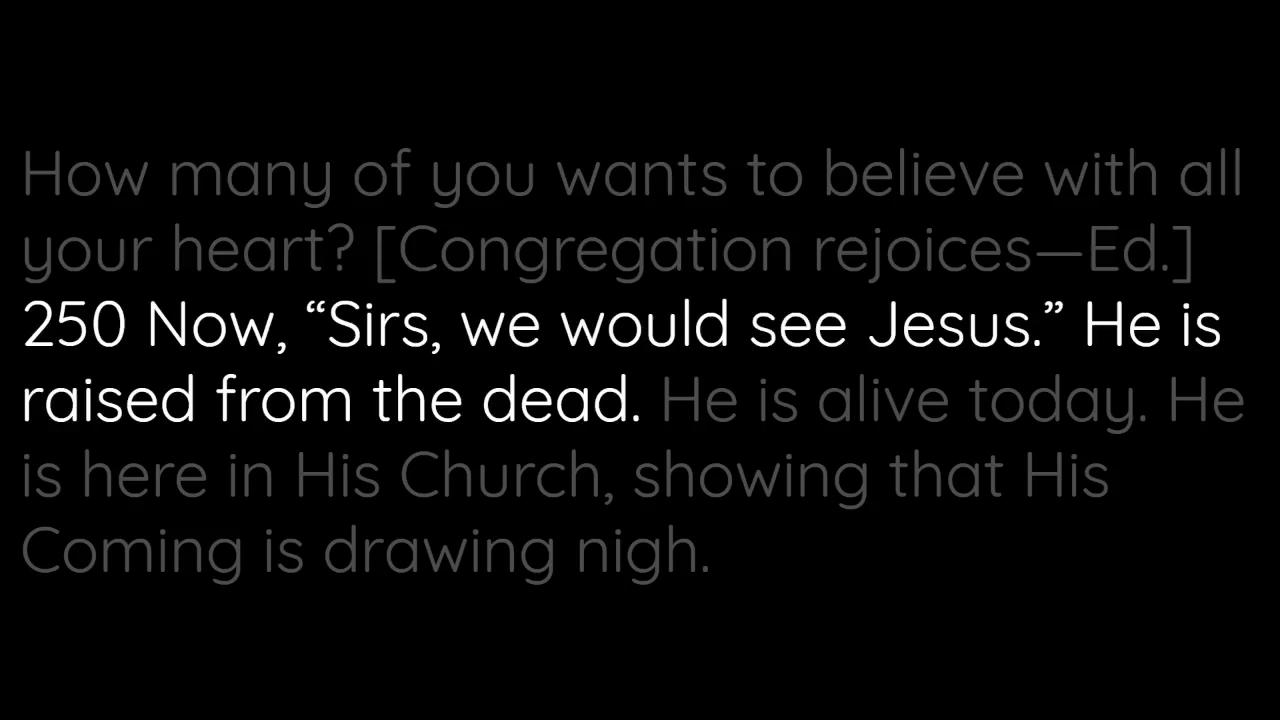 How many of you wants to believe with all
your heart? [Congregation rejoices—Ed.]
250 Now, “Sirs, we would see Jesus.” He is
raised from the dead. He is alive today. He
is here in His Church, showing that His
Coming is drawing nigh.